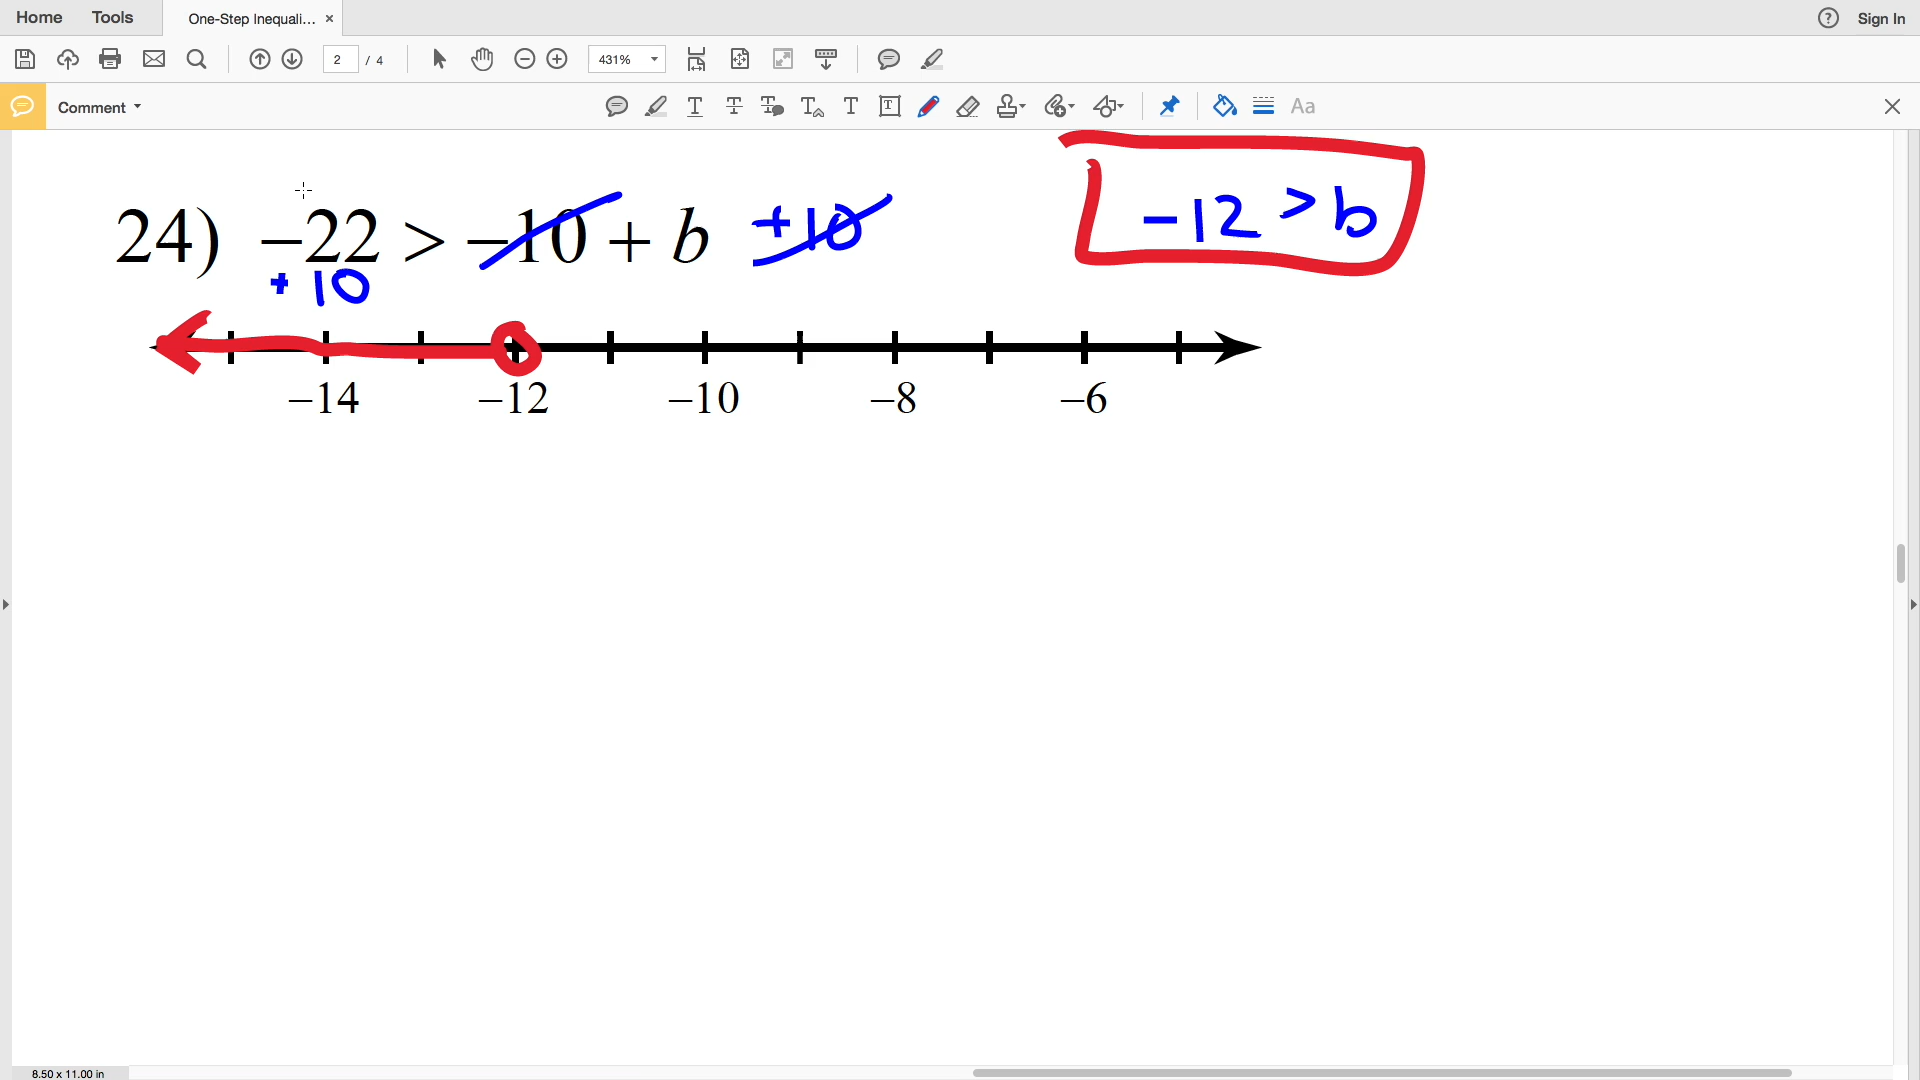 Home Tools One-Step Inequali... × ? Sign In
2 / 4 431%
Comment Aa
24) −22 > −10 + b +10 -12 > b
+ 10
−14 −12 −10 −8 −6
8.50 x 11.00 in